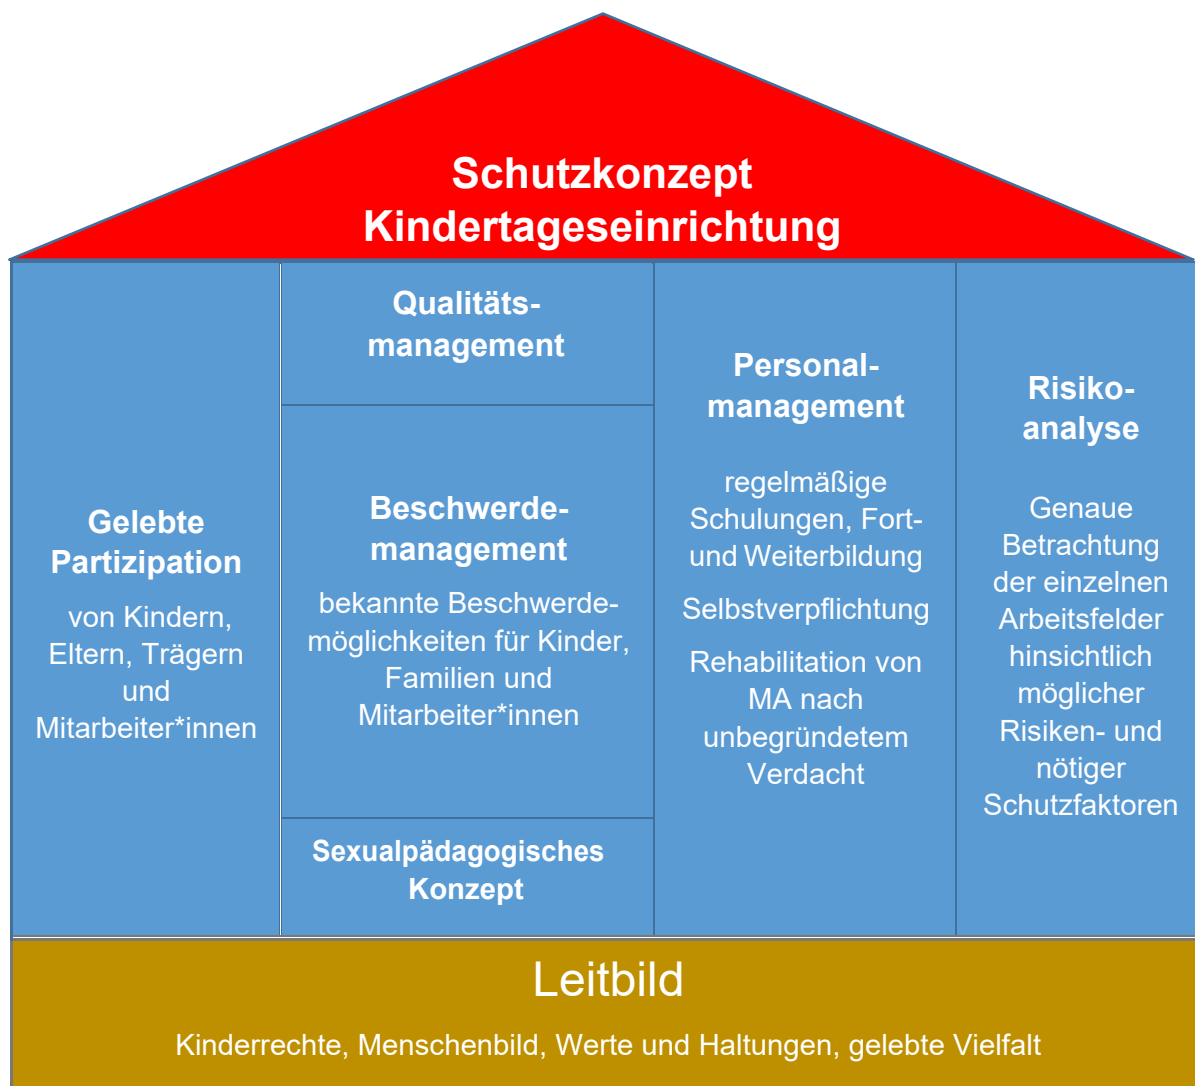 Schutzkonzept
Kindertageseinrichtung
Gelebte
Partizipation
von Kindern,
Eltern, Trägern
und
Mitarbeiter*innen
Qualitäts-
management
Beschwerde-
management
bekannte Beschwerde-
möglichkeiten für Kinder,
Familien und
Mitarbeiter*innen
Sexualpädagogisches
Konzept
Personal-
management
regelmäßige
Schulungen, Fort-
und Weiterbildung
Selbstverpflichtung
Rehabilitation von
MA nach
unbegründetem
Verdacht
Risiko-
analyse
Genaue
Betrachtung
der einzelnen
Arbeitsfelder
hinsichtlich
möglicher
Risiken- und
nötiger
Schutzfaktoren
Leitbild
Kinderrechte, Menschenbild, Werte und Haltungen, gelebte Vielfalt